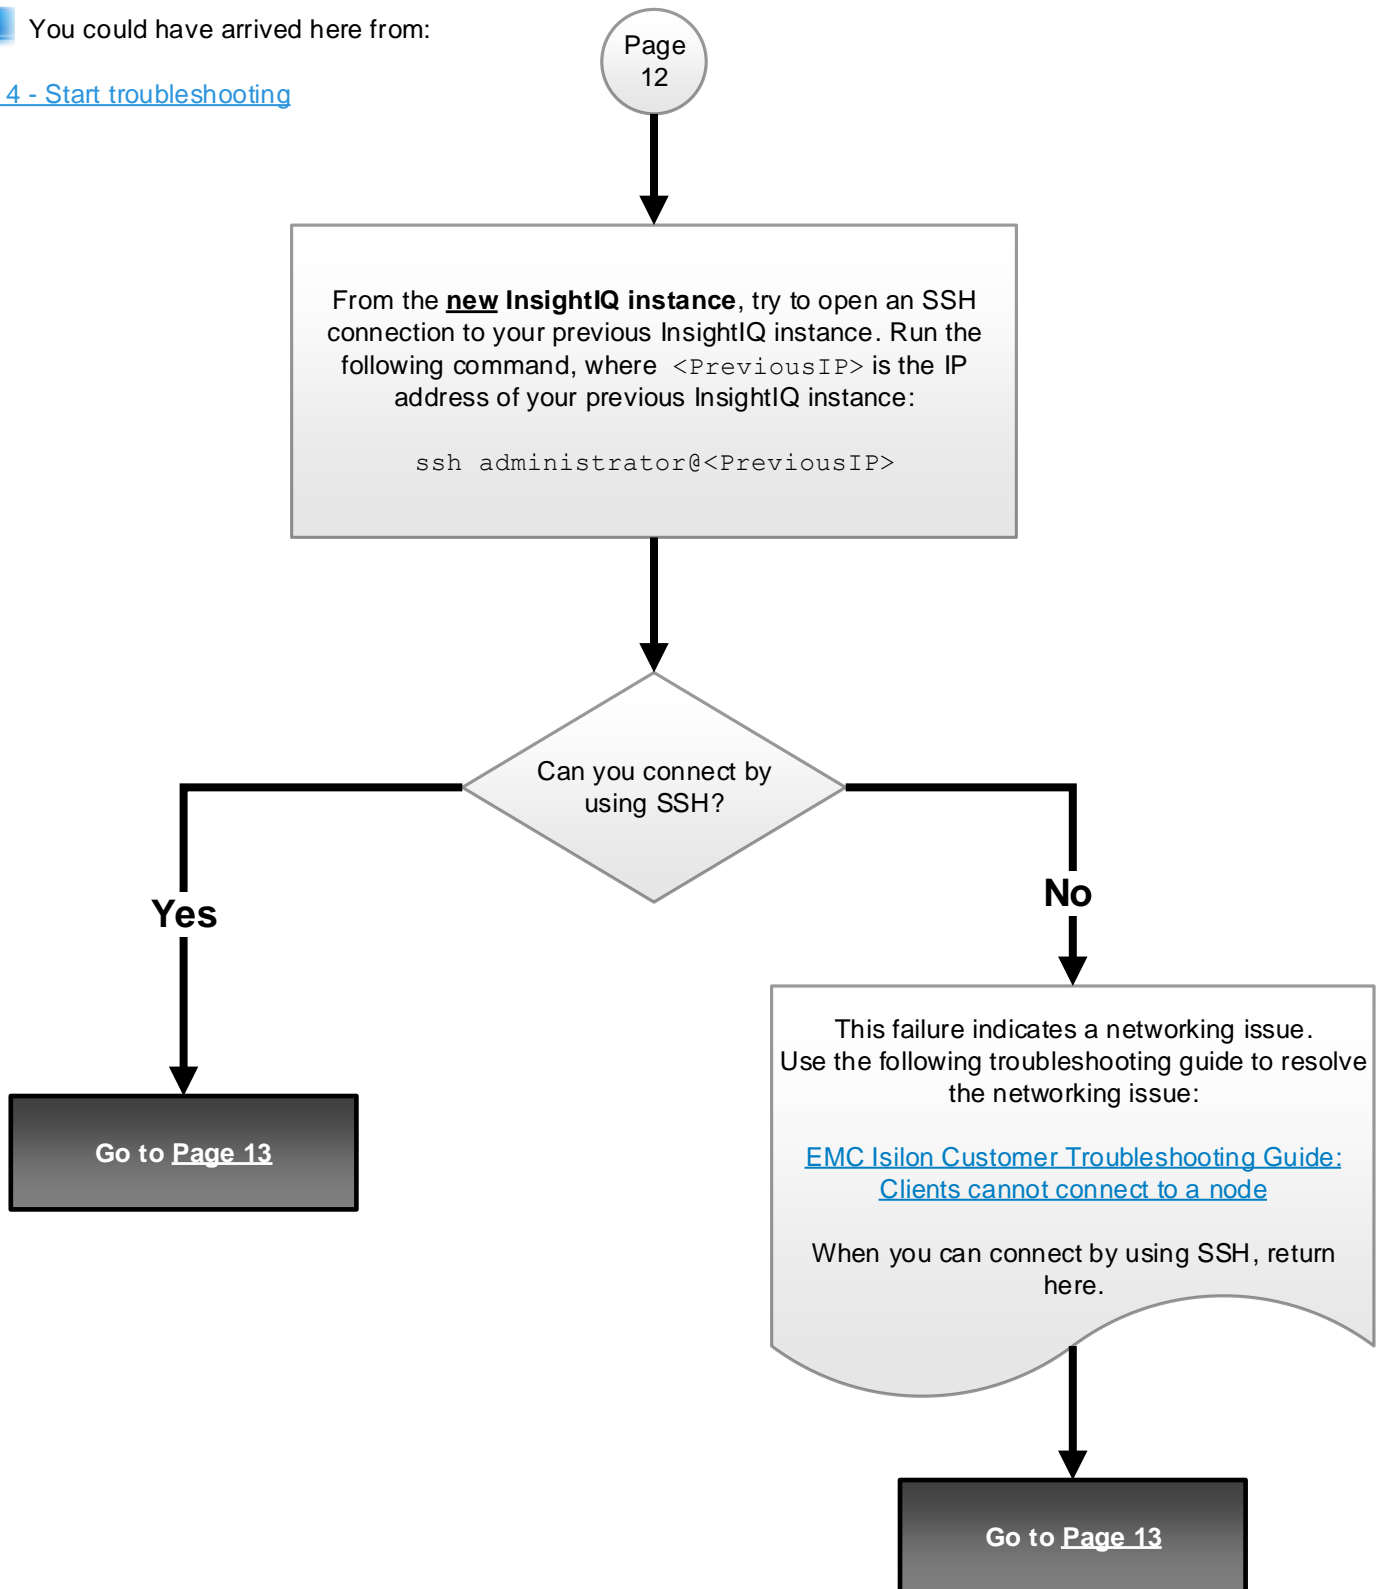 You could have arrived here from:
4 - Start troubleshooting
Page
12
From the new InsightIQ instance, try to open an SSH
connection to your previous InsightIQ instance. Run the
following command, where <PreviousIP> is the IP
address of your previous InsightIQ instance:
ssh administrator@<PreviousIP>
Can you connect by
using SSH?
Yes
No
This failure indicates a networking issue.
Use the following troubleshooting guide to resolve
the networking issue:
EMC Isilon Customer Troubleshooting Guide:
Clients cannot connect to a node
When you can connect by using SSH, return
here.
Go to Page 13
Go to Page 13